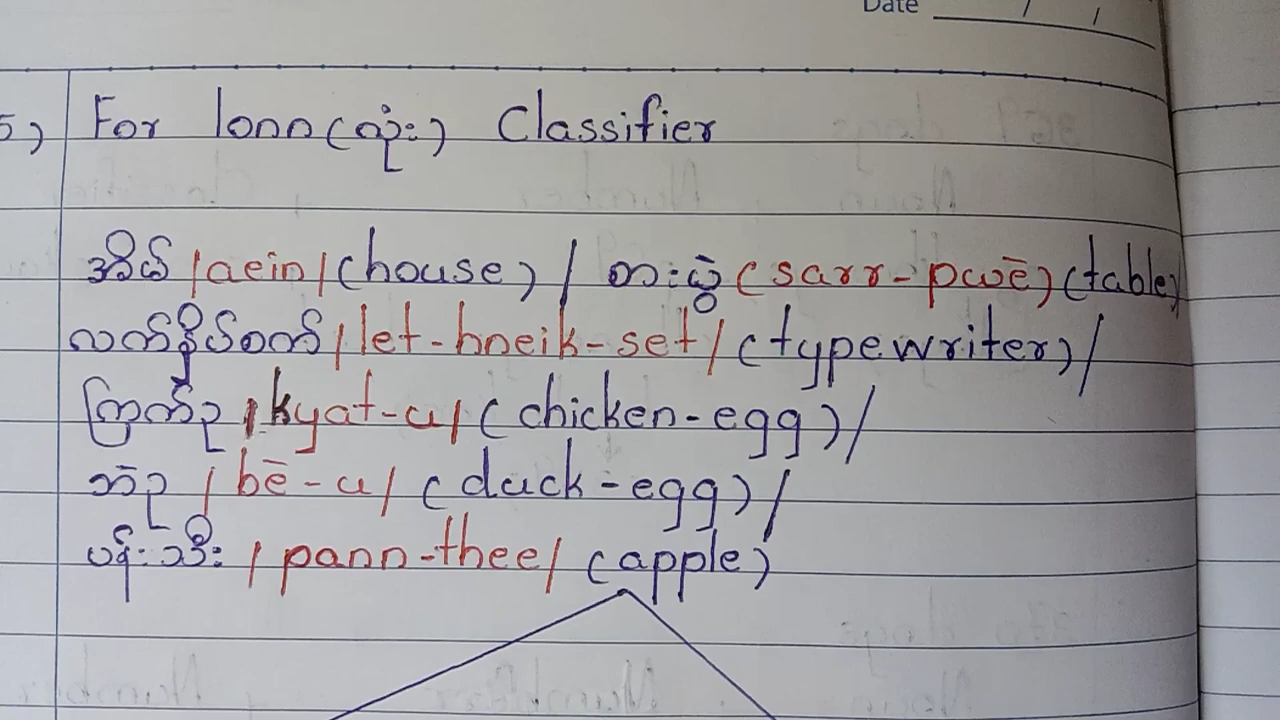 Date / /
5) For lonn (လုံး) Classifier
အိမ် /aein/ (house) / စားပွဲ (sarr-pwē) (table)
လက်နှိပ်စက် /let-hneik-set/ (typewriter) /
ကြက်ဥ /kyat-u/ (chicken-egg) /
ဘဲဥ /bē-u/ (duck-egg) /
ပန်းသီး /pann-thee/ (apple)